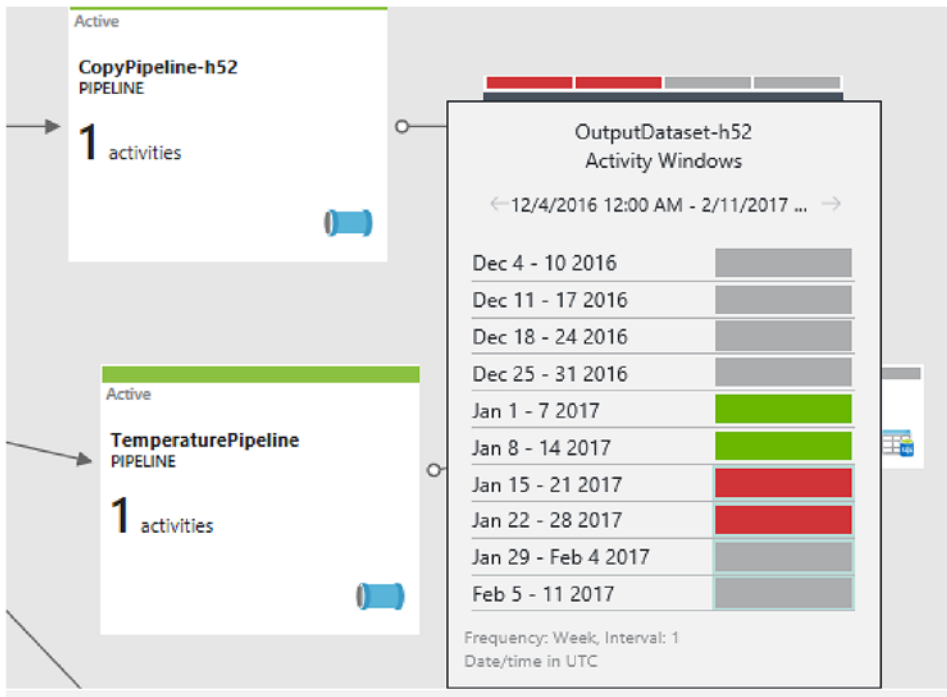 Active
CopyPipeline-h52
PIPELINE
1 activities
Active
TemperaturePipeline
PIPELINE
1 activities
OutputDataset-h52
Activity Windows
←12/4/2016 12:00 AM - 2/11/2017 ... →
Dec 4 - 10 2016
Dec 11 - 17 2016
Dec 18 - 24 2016
Dec 25 - 31 2016
Jan 1 - 7 2017
Jan 8 - 14 2017
Jan 15 - 21 2017
Jan 22 - 28 2017
Jan 29 - Feb 4 2017
Feb 5 - 11 2017
Frequency: Week, Interval: 1
Date/time in UTC
SQL